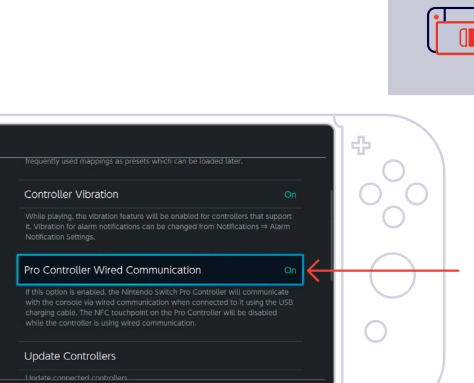 frequently used mappings as presets which can be loaded later.
Controller Vibration On
While playing, the vibration feature will be enabled for controllers that support
it. Vibration for alarm notifications can be changed from Notifications ⇒ Alarm
Notification Settings.
Pro Controller Wired Communication On
If this option is enabled, the Nintendo Switch Pro Controller will communicate
with the console via wired communication when connected to it using the USB
charging cable. The NFC touchpoint on the Pro Controller will be disabled
while the controller is using wired communication.
Update Controllers
Update connected controllers